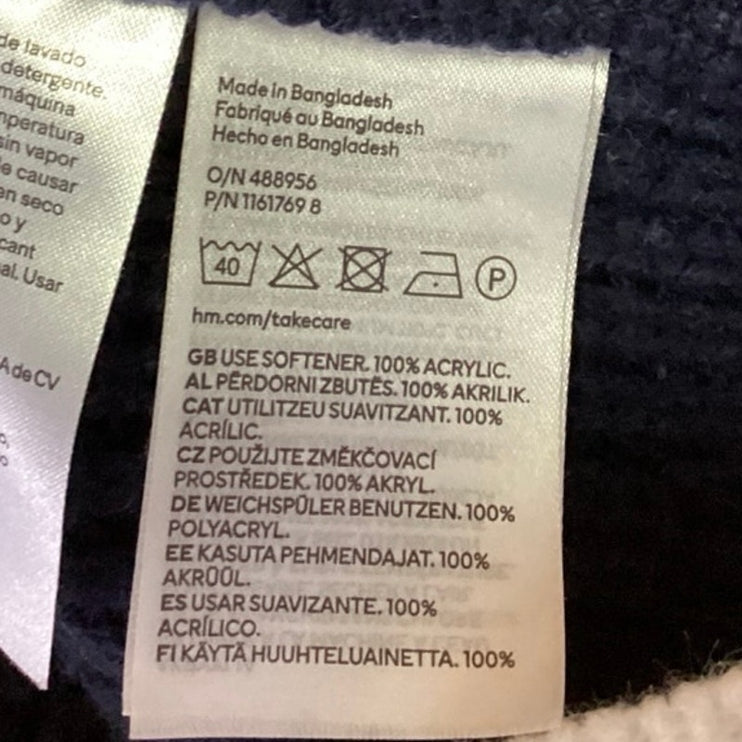 de lavado
detergente.
máquina
sin vapor
causar
en seco
o y
al. Usar
A de CV
Made in Bangladesh
Fabriqué au Bangladesh
Hecho en Bangladesh
O/N 488956
P/N 1161769 8
40
P
hm.com/takecare
GB USE SOFTENER. 100% ACRYLIC.
AL PËRDORNI ZBUTËS. 100% AKRILIK.
CAT UTILITZEU SUAVITZANT. 100%
ACRÍLIC.
CZ POUŽIJTE ZMĚKČOVACÍ
PROSTŘEDEK. 100% AKRYL.
DE WEICHSPÜLER BENUTZEN. 100%
POLYACRYL.
EE KASUTA PEHMENDAJAT. 100%
AKRÜÜL.
ES USAR SUAVIZANTE. 100%
ACRÍLICO.
FI KÄYTÄ HUUHTELUAINETTA. 100%